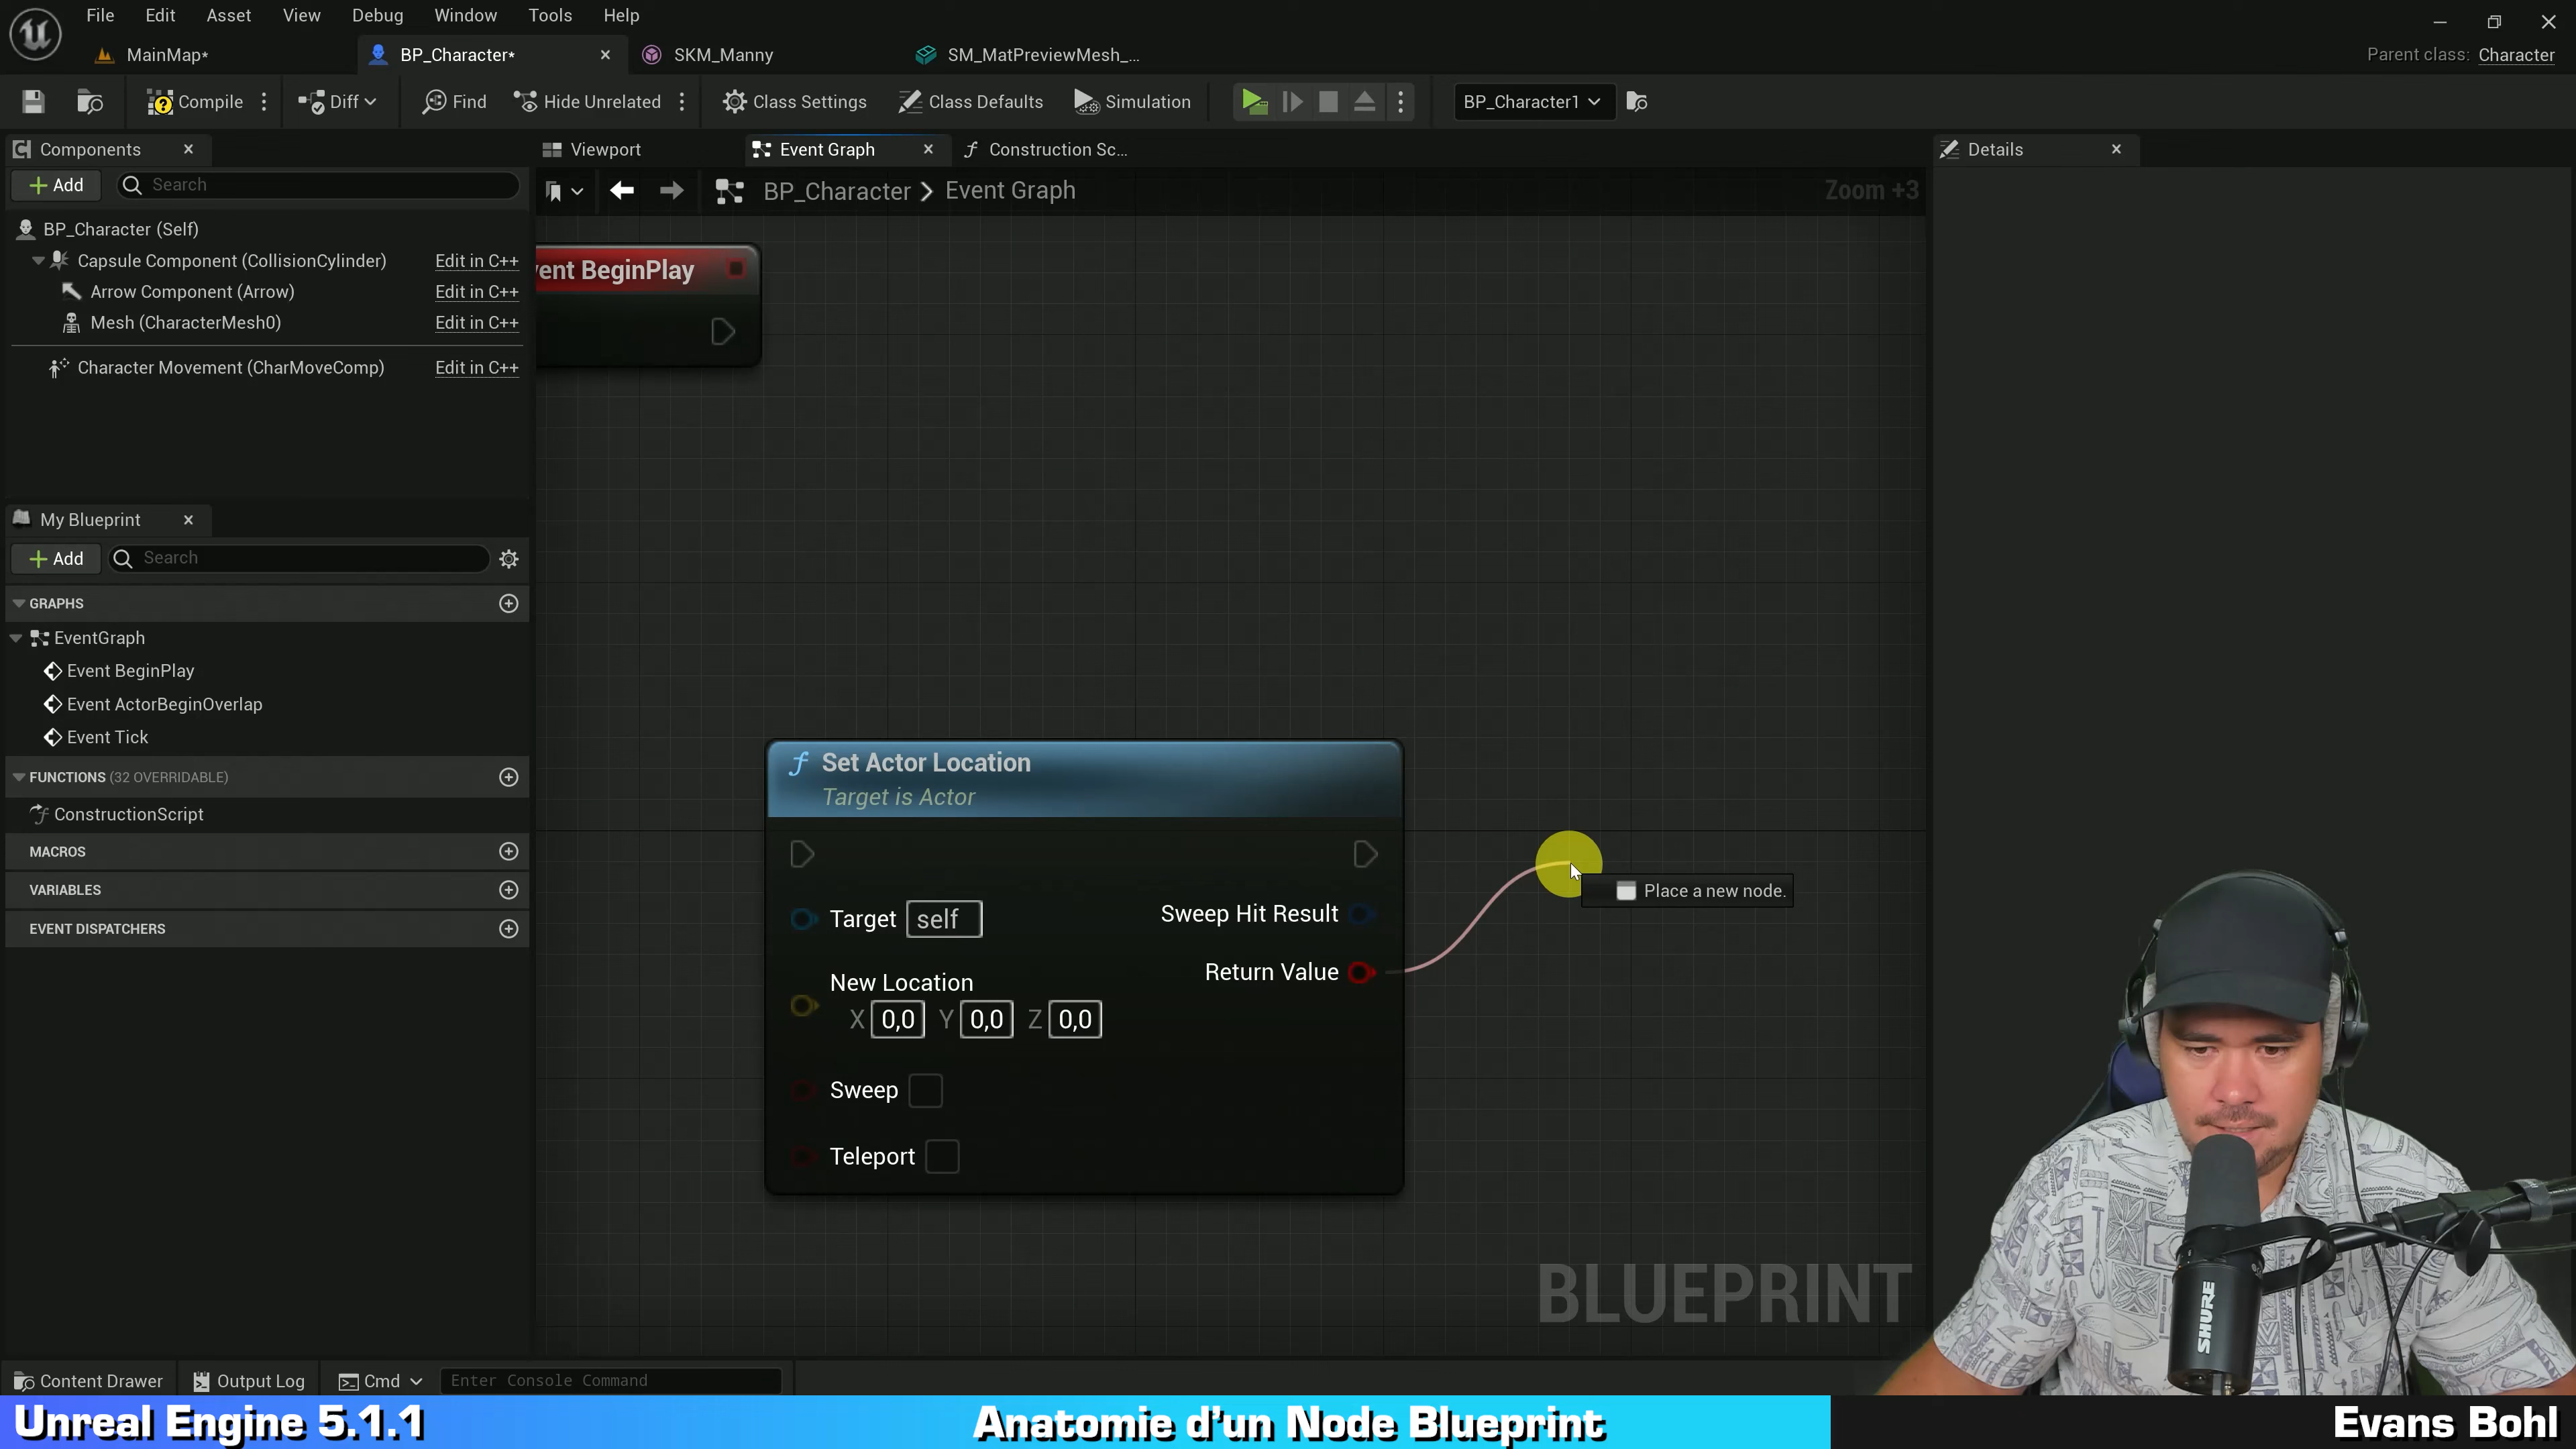 File Edit Asset View Debug Window Tools Help
MainMap* BP_Character* SKM_Manny SM_MatPreviewMesh_... Parent class: Character
Compile Diff Find Hide Unrelated Class Settings Class Defaults Simulation BP_Character1
Components Viewport Event Graph Construction Sc... Details
Add Search
BP_Character > Event Graph Zoom +3
BP_Character (Self)
Capsule Component (CollisionCylinder) Edit in C++
Arrow Component (Arrow) Edit in C++
Mesh (CharacterMesh0) Edit in C++
Character Movement (CharMoveComp) Edit in C++
vent BeginPlay
My Blueprint
Add Search
GRAPHS
EventGraph
Event BeginPlay
Event ActorBeginOverlap
Event Tick
FUNCTIONS (32 OVERRIDABLE)
ConstructionScript
MACROS
VARIABLES
EVENT DISPATCHERS
f Set Actor Location
Target is Actor
Target self
Sweep Hit Result
New Location
X 0,0 Y 0,0 Z 0,0
Return Value
Sweep
Teleport
Place a new node.
BLUEPRINT
SHURE
Content Drawer Output Log Cmd Enter Console Command
Unreal Engine 5.1.1 Anatomie d'un Node Blueprint Evans Bohl